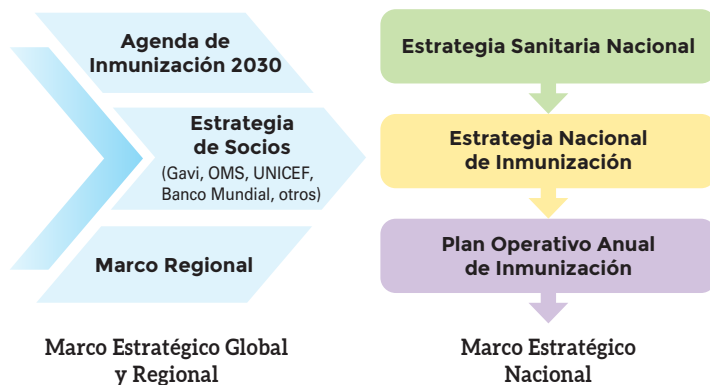 Agenda de
Inmunización 2030
Estrategia
de Socios
(Gavi, OMS, UNICEF,
Banco Mundial, otros)
Marco Regional
Marco Estratégico Global
y Regional
Estrategia Sanitaria Nacional
Estrategia Nacional
de Inmunización
Plan Operativo Anual
de Inmunización
Marco Estratégico
Nacional